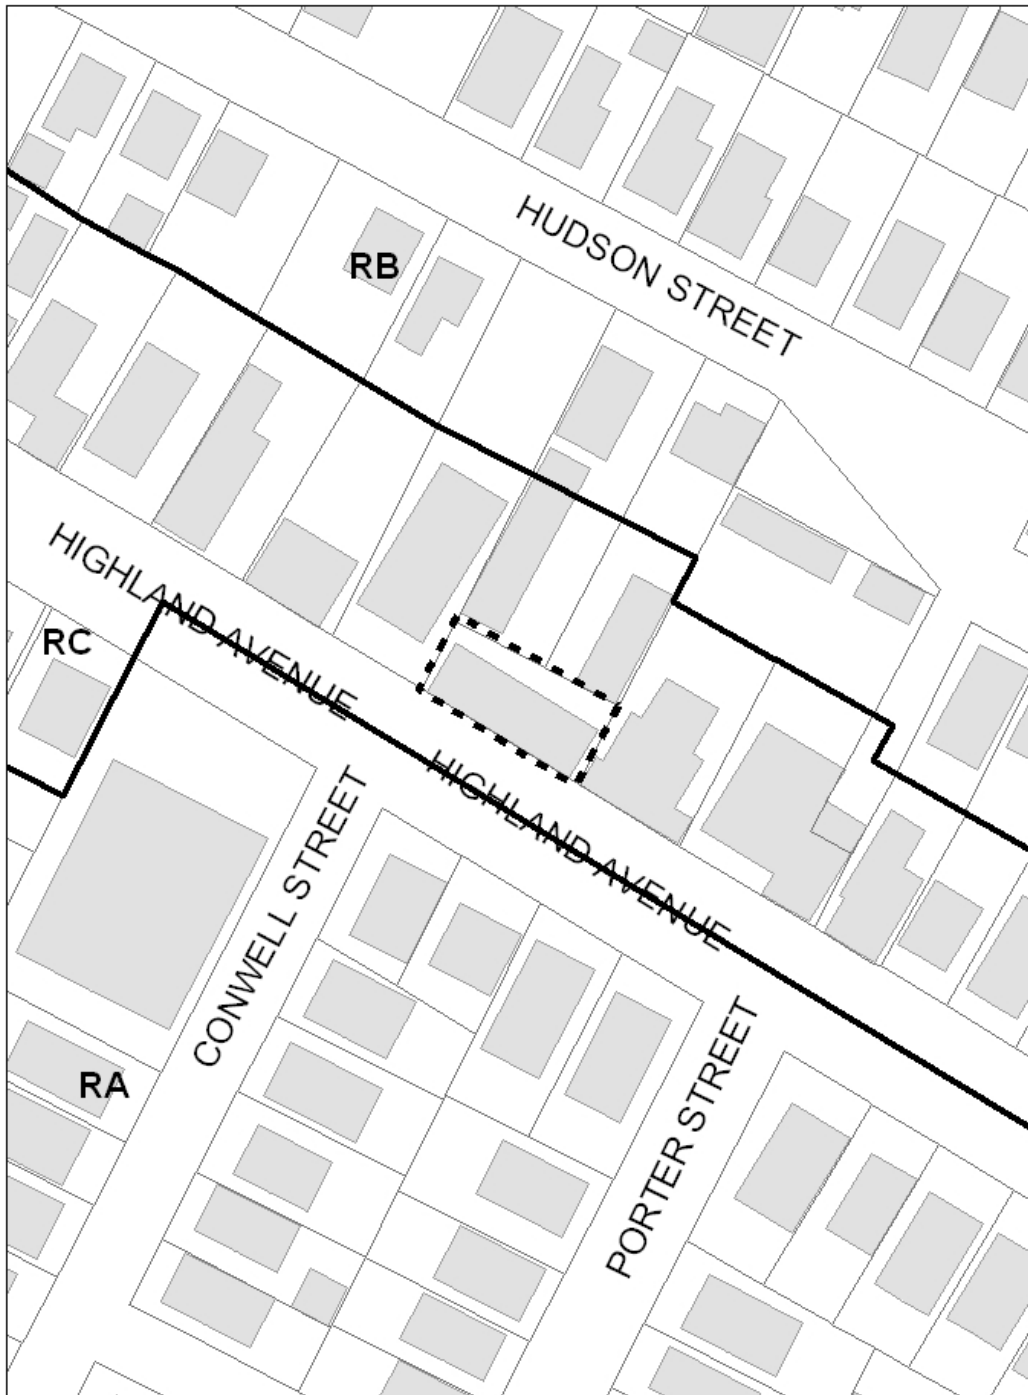 HUDSON STREET
RB
HIGHLAND AVENUE
RC
HIGHLAND AVENUE
CONWELL STREET
PORTER STREET
RA